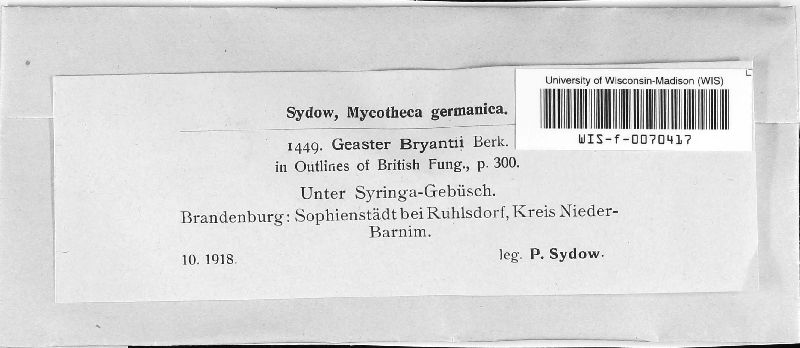 University of Wisconsin-Madison (WIS)
WIS-f-0070417
Sydow, Mycotheca germanica.
1449. Geaster Bryantii Berk.
in Outlines of British Fung., p. 300.
Unter Syringa-Gebüsch.
Brandenburg: Sophienstädt bei Ruhlsdorf, Kreis Nieder-
Barnim.
10. 1918. leg. P. Sydow.